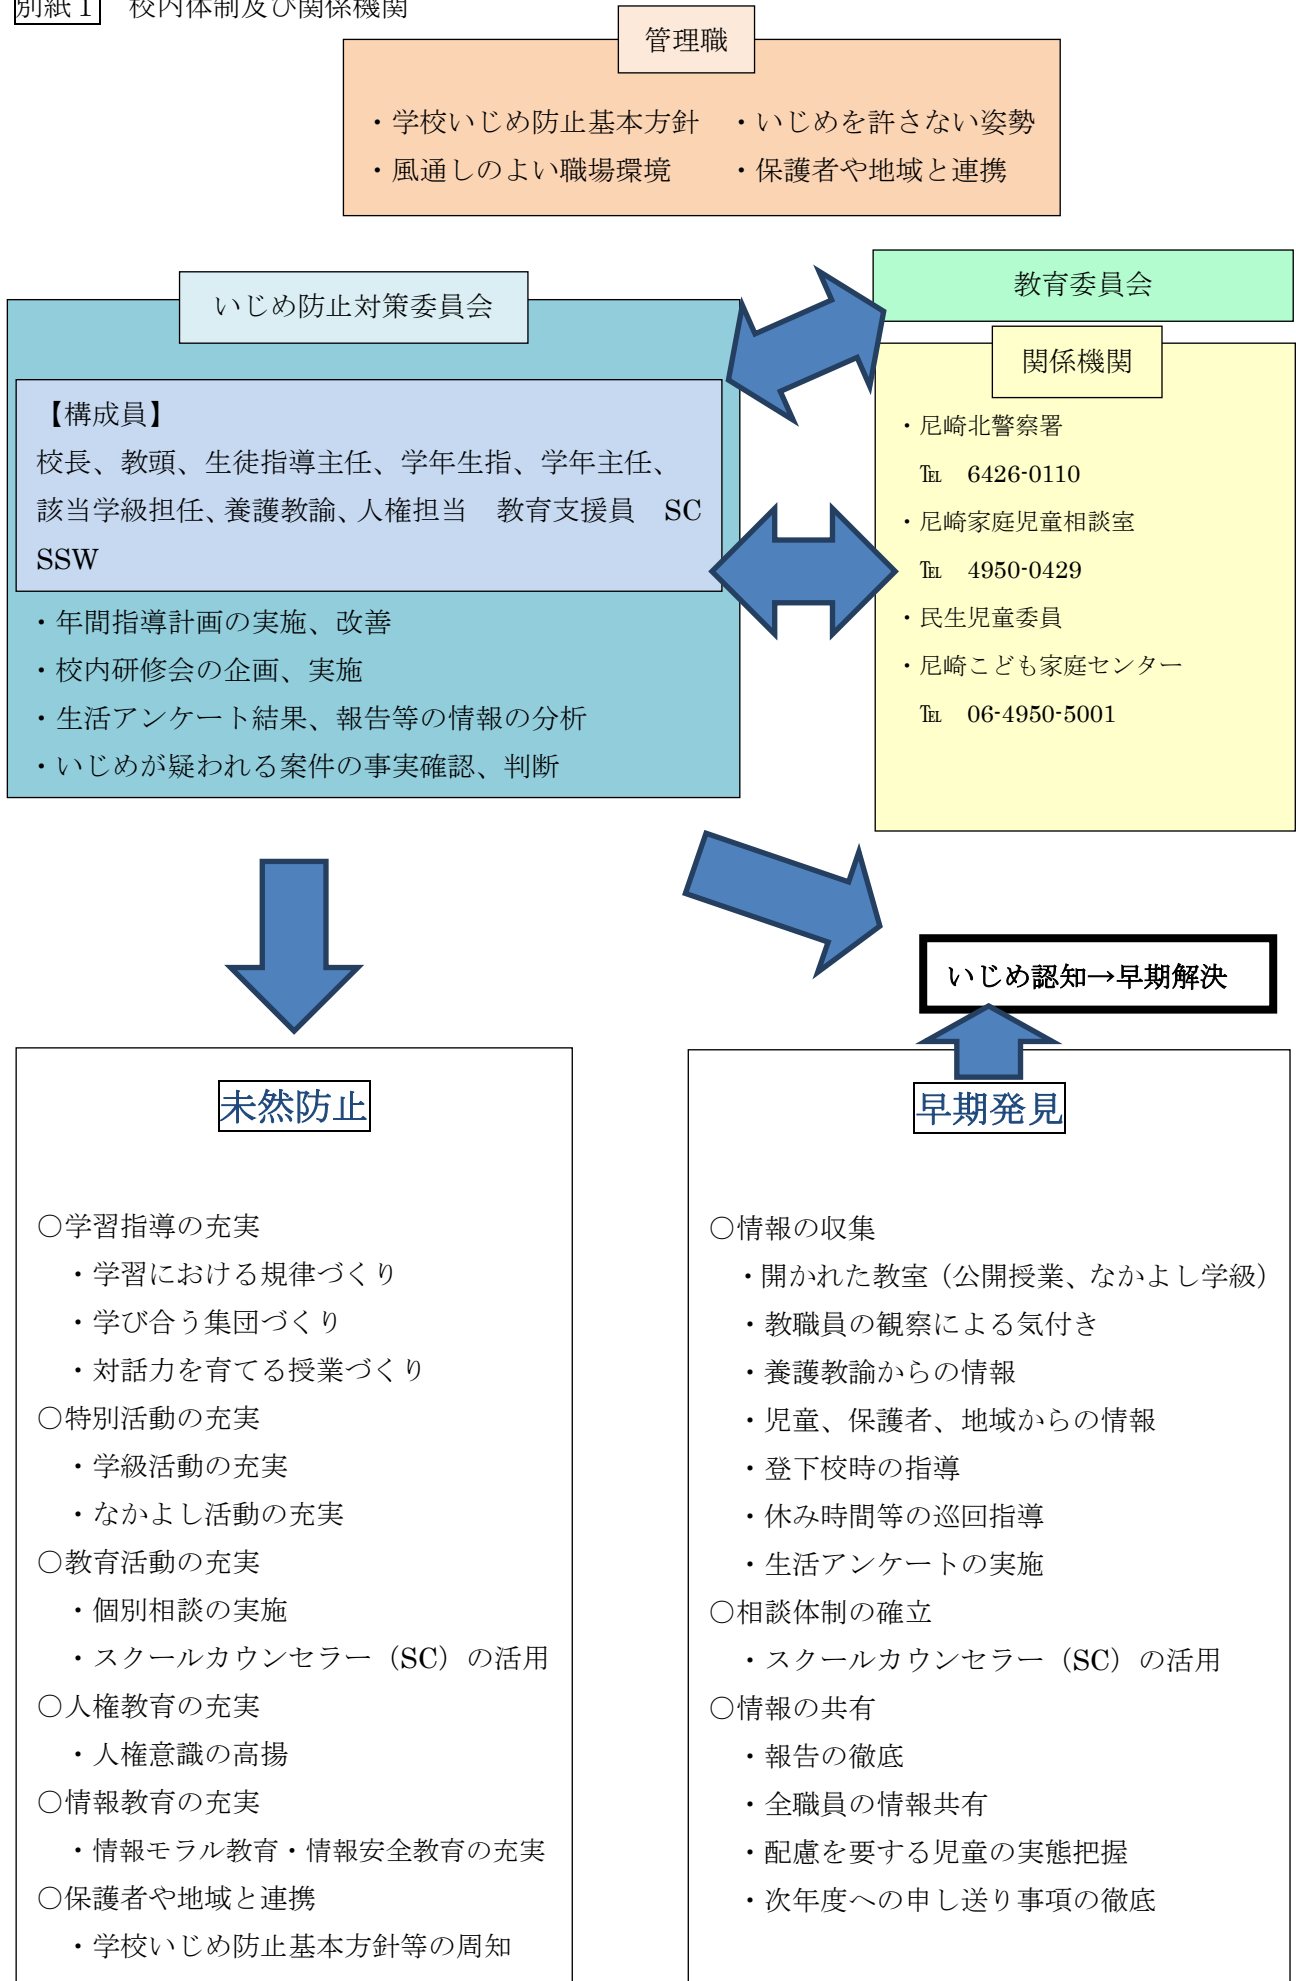 別紙１　校内体制及び関係機関
管理職
・学校いじめ防止基本方針　・いじめを許さない姿勢
・風通しのよい職場環境　　・保護者や地域と連携
いじめ防止対策委員会
【構成員】
校長、教頭、生徒指導主任、学年生指、学年主任、
該当学級担任、養護教諭、人権担当　教育支援員　SC
SSW
・年間指導計画の実施、改善
・校内研修会の企画、実施
・生活アンケート結果、報告等の情報の分析
・いじめが疑われる案件の事実確認、判断
教育委員会
関係機関
・尼崎北警察署
℡　6426-0110
・尼崎家庭児童相談室
℡　4950-0429
・民生児童委員
・尼崎こども家庭センター
℡　06-4950-5001
いじめ認知→早期解決
未然防止
○学習指導の充実
・学習における規律づくり
・学び合う集団づくり
・対話力を育てる授業づくり
○特別活動の充実
・学級活動の充実
・なかよし活動の充実
○教育活動の充実
・個別相談の実施
・スクールカウンセラー（SC）の活用
○人権教育の充実
・人権意識の高揚
○情報教育の充実
・情報モラル教育・情報安全教育の充実
○保護者や地域と連携
・学校いじめ防止基本方針等の周知
早期発見
○情報の収集
・開かれた教室（公開授業、なかよし学級）
・教職員の観察による気付き
・養護教諭からの情報
・児童、保護者、地域からの情報
・登下校時の指導
・休み時間等の巡回指導
・生活アンケートの実施
○相談体制の確立
・スクールカウンセラー（SC）の活用
○情報の共有
・報告の徹底
・全職員の情報共有
・配慮を要する児童の実態把握
・次年度への申し送り事項の徹底